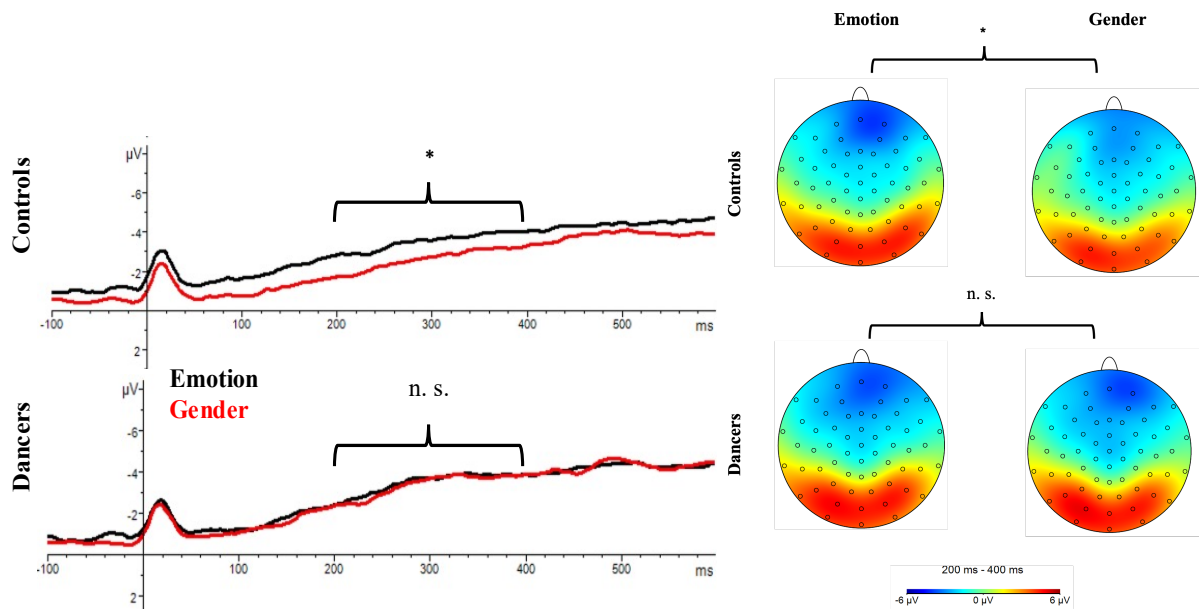 Emotion
Gender
*
Controls
µV
*
-6
-4
-2
2
-100
100
200
300
400
500
ms
Controls
n. s.
Dancers
µV
Emotion
Gender
n. s.
-6
-4
-2
2
-100
100
200
300
400
500
ms
Dancers
200 ms - 400 ms
-6 µV 0 µV 6 µV